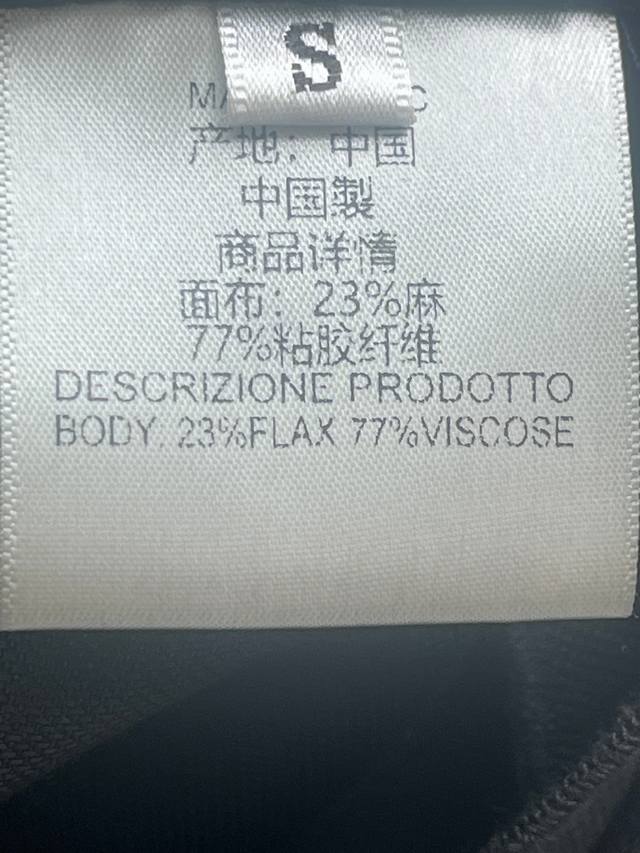 S
产地：中国
中国製
商品详惰
面布：23%麻
77%粘胶纤维
DESCRIZIONE PRODOTTO
BODY. 23%FLAX 77%VISCOSE